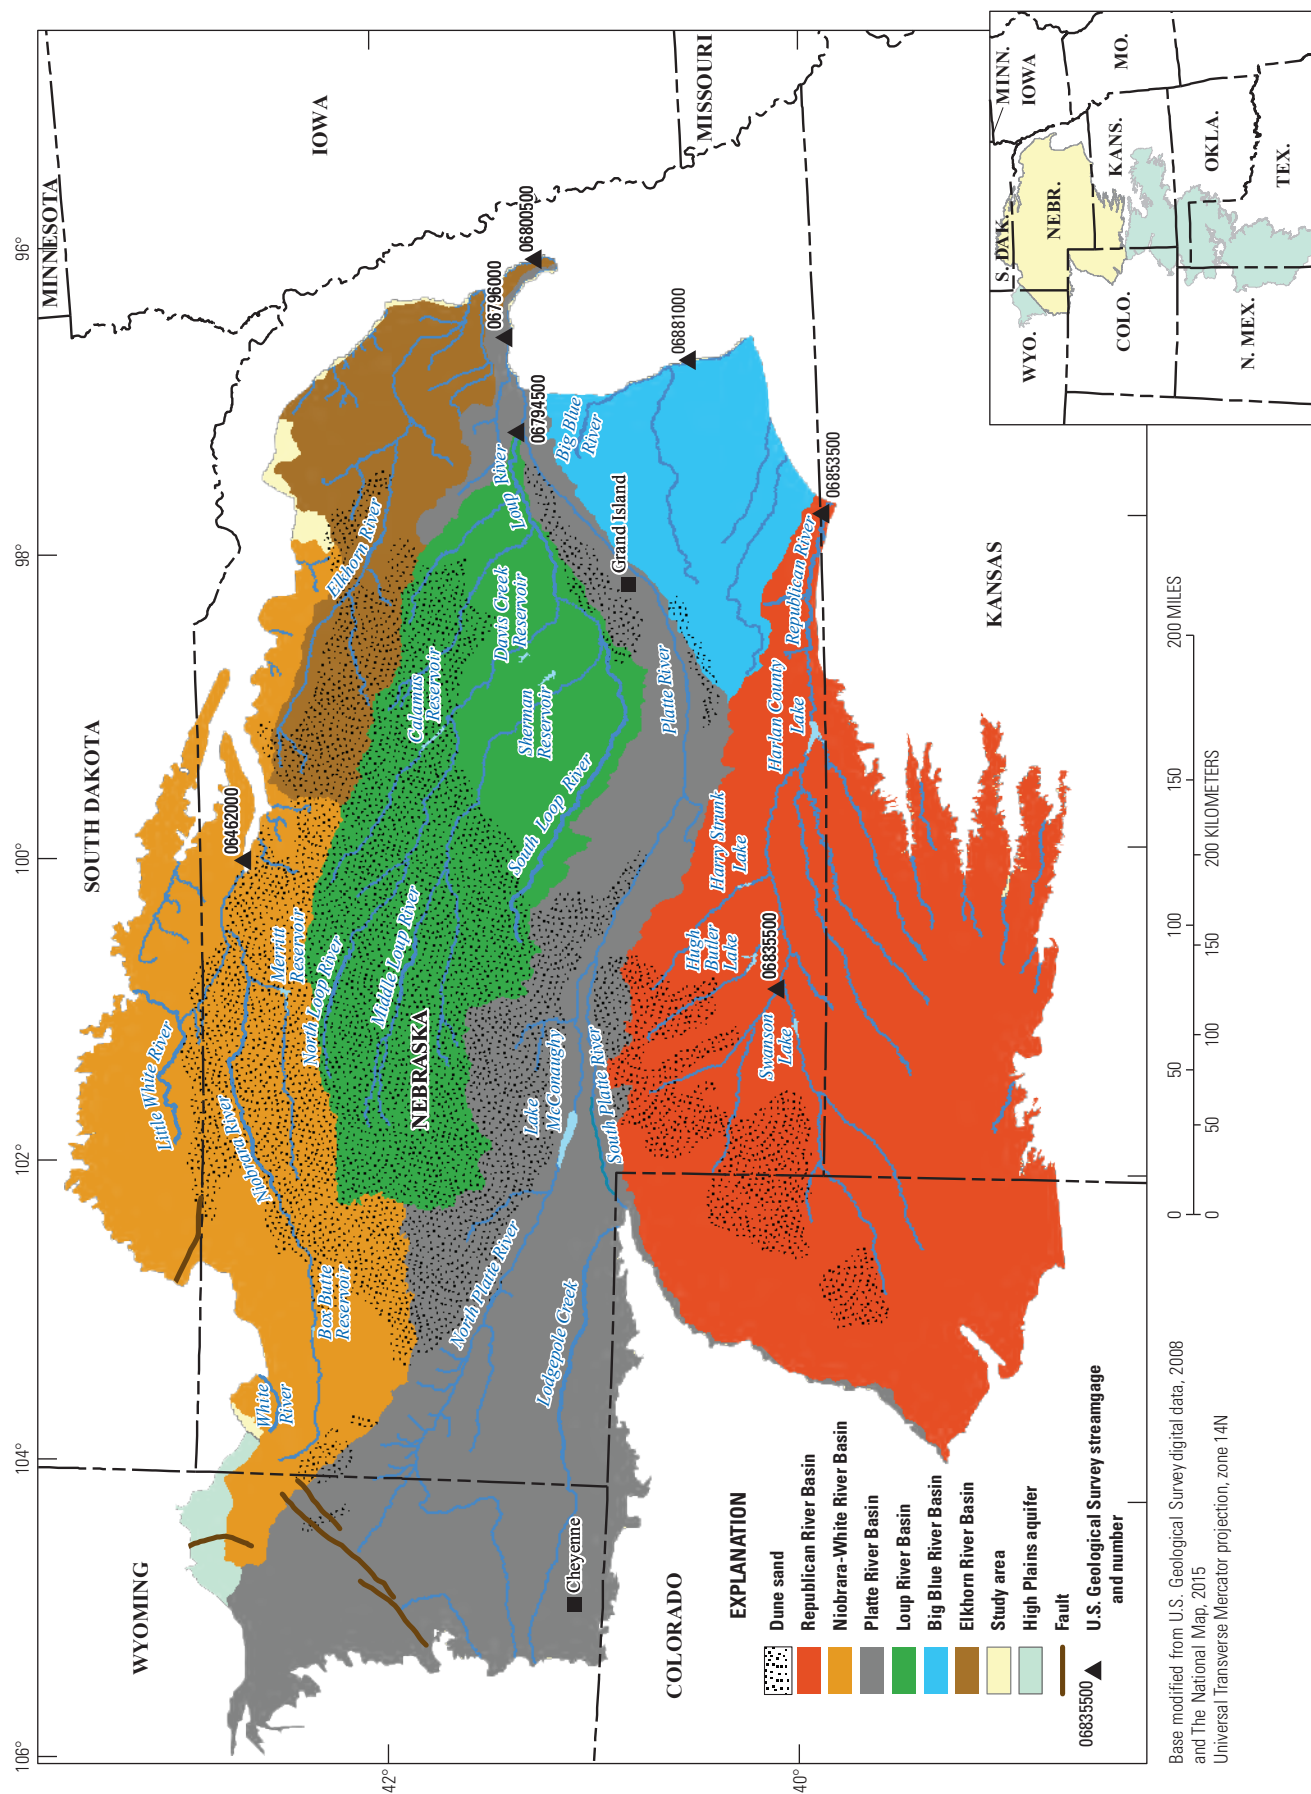 106°
104°
102°
100°
98°
96°
42°
40°
WYOMING
SOUTH DAKOTA
MINNESOTA
IOWA
MISSOURI
KANSAS
COLORADO
NEBRASKA
White
River
Little White River
Niobrara River
Box Butte
Reservoir
Merritt
Reservoir
06462000
North Loup River
Middle Loup River
South Loup River
Calamus
Reservoir
Davis Creek
Reservoir
Sherman
Reservoir
Loup River
Elkhorn River
06800500
06796000
06794500
North Platte River
Lodgepole Creek
Lake
McConaughy
South Platte River
Platte River
Grand Island
Cheyenne
Big Blue
River
06881000
06853500
Republican River
Harlan County
Lake
Harry Strunk
Lake
Hugh
Butler
Lake
06835500
Swanson
Lake
MINN.
IOWA
S. DAK.
NEBR.
WYO.
COLO.
KANS.
MO.
OKLA.
TEX.
N. MEX.
EXPLANATION
Dune sand
Republican River Basin
Niobrara-White River Basin
Platte River Basin
Loup River Basin
Big Blue River Basin
Elkhorn River Basin
Study area
High Plains aquifer
Fault
06835500
U.S. Geological Survey streamgage
and number
0 50 100 150 200 MILES
0 50 100 150 200 KILOMETERS
Base modified from U.S. Geological Survey digital data, 2008
and The National Map, 2015
Universal Transverse Mercator projection, zone 14N